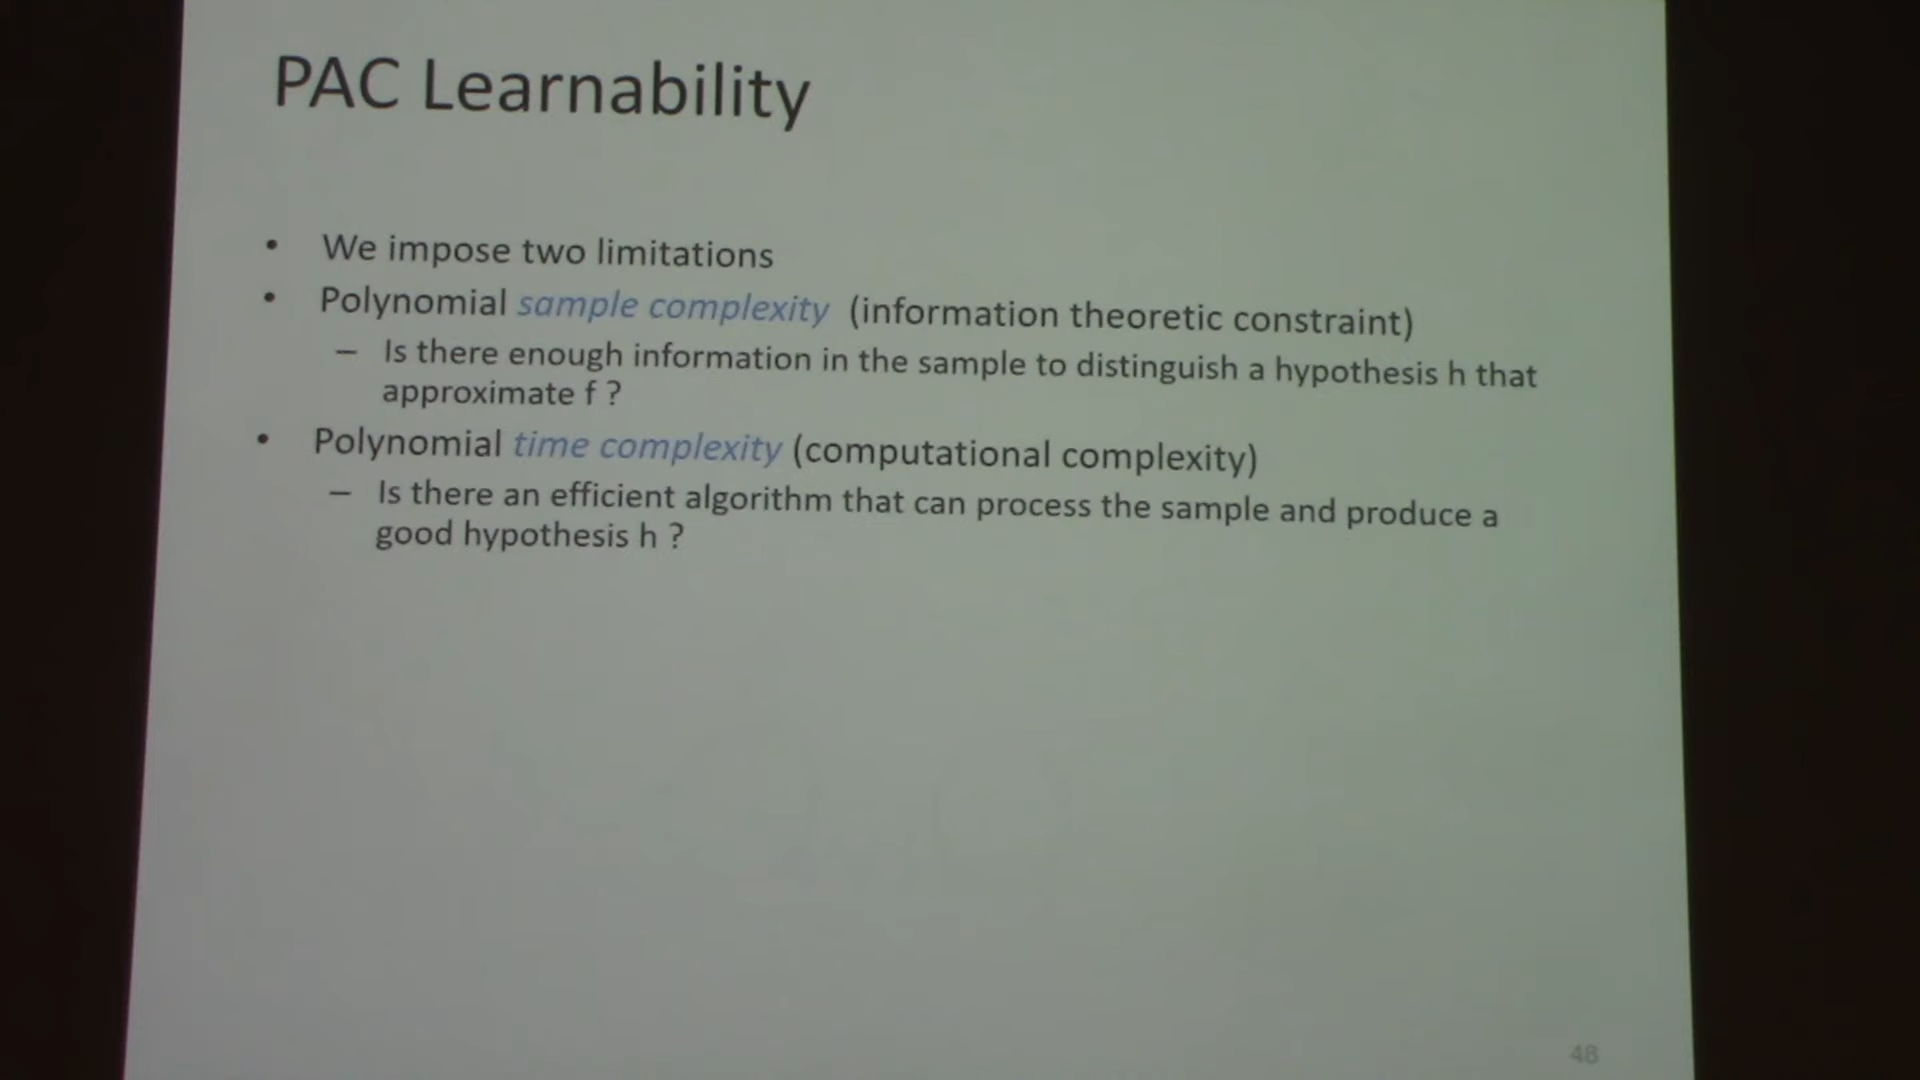 PAC Learnability
• We impose two limitations
• Polynomial sample complexity (information theoretic constraint)
– Is there enough information in the sample to distinguish a hypothesis h that
approximate f ?
• Polynomial time complexity (computational complexity)
– Is there an efficient algorithm that can process the sample and produce a
good hypothesis h ?
48